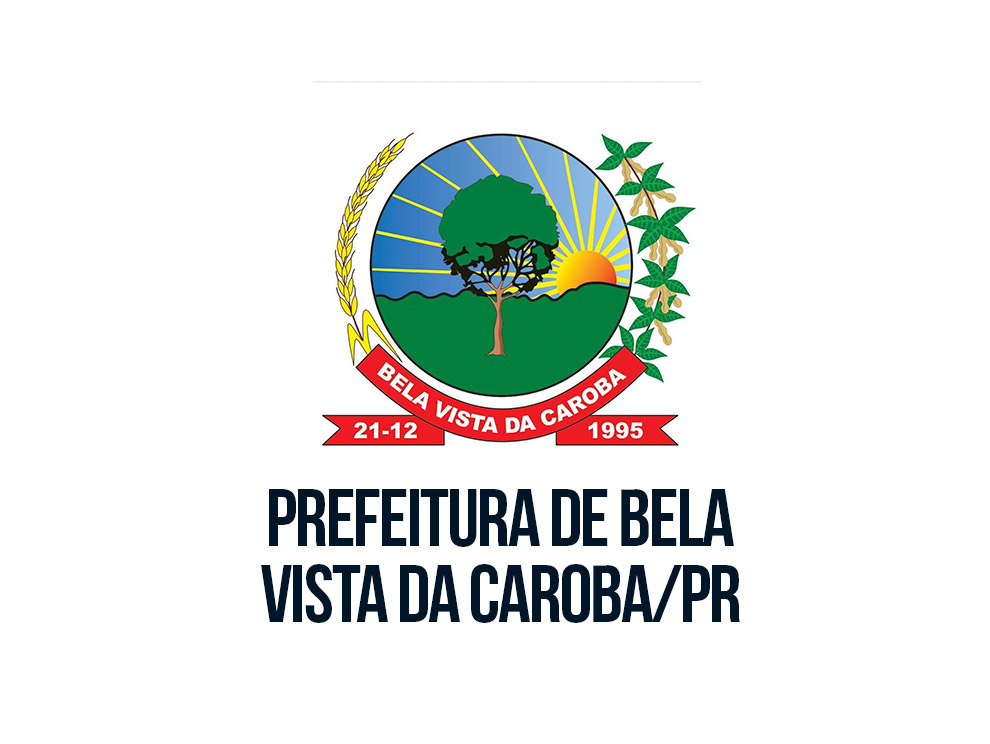 BELA VISTA DA CAROBA
21-12 1995
PREFEITURA DE BELA
VISTA DA CAROBA/PR